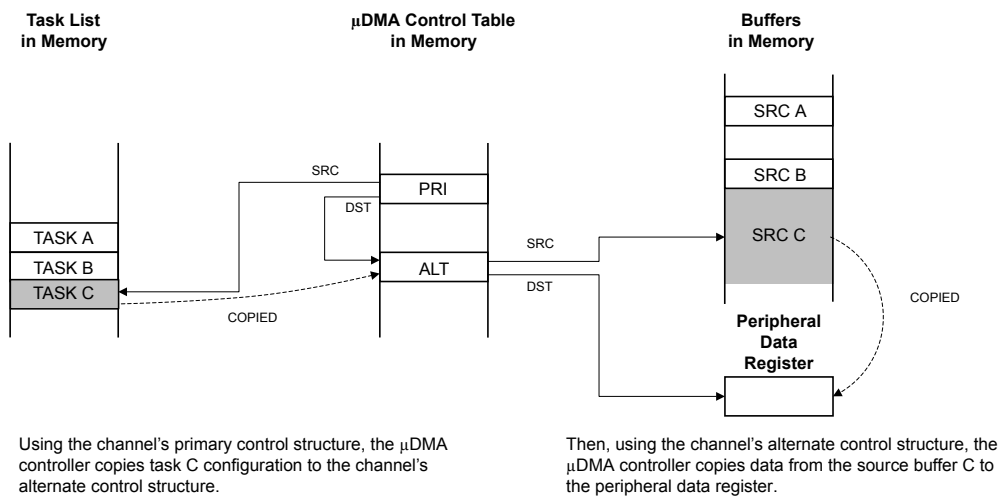 Task List
in Memory
µDMA Control Table
in Memory
Buffers
in Memory
SRC A
SRC B
SRC C
SRC
PRI
DST
SRC
ALT
DST
TASK A
TASK B
TASK C
COPIED
COPIED
Peripheral
Data
Register
Using the channel’s primary control structure, the µDMA
controller copies task C configuration to the channel’s
alternate control structure.
Then, using the channel’s alternate control structure, the
µDMA controller copies data from the source buffer C to
the peripheral data register.